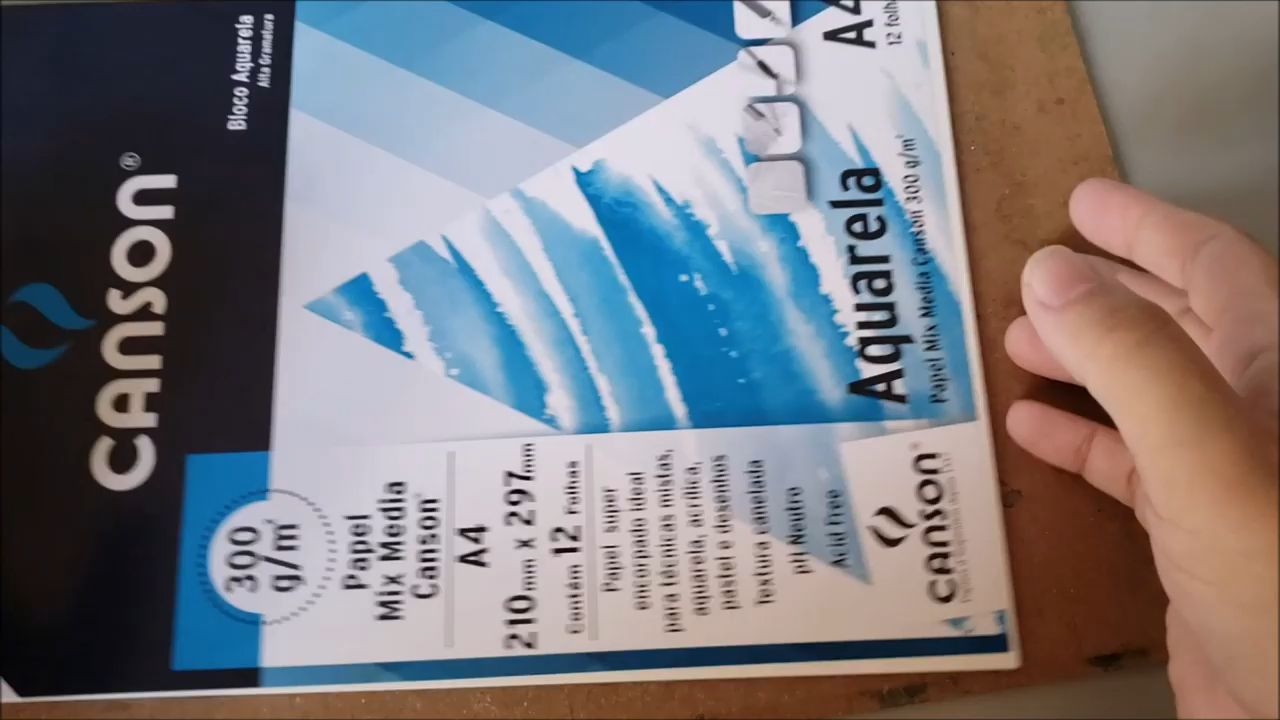 CANSON®
Bloco Aquarela
Alta Gramatura
300
g/m²
Papel
Mix Media
Canson®
A4
210mm x 297mm
Contém 12 Folhas
Papel super
encorpado ideal
para técnicas mistas,
aquarela, acrílica,
pastel e desenhos
Textura canelada
pH Neutro
Acid Free
CANSON
Aquarela
Papel Mix Media Canson 300 g/m²
A4
12 folh